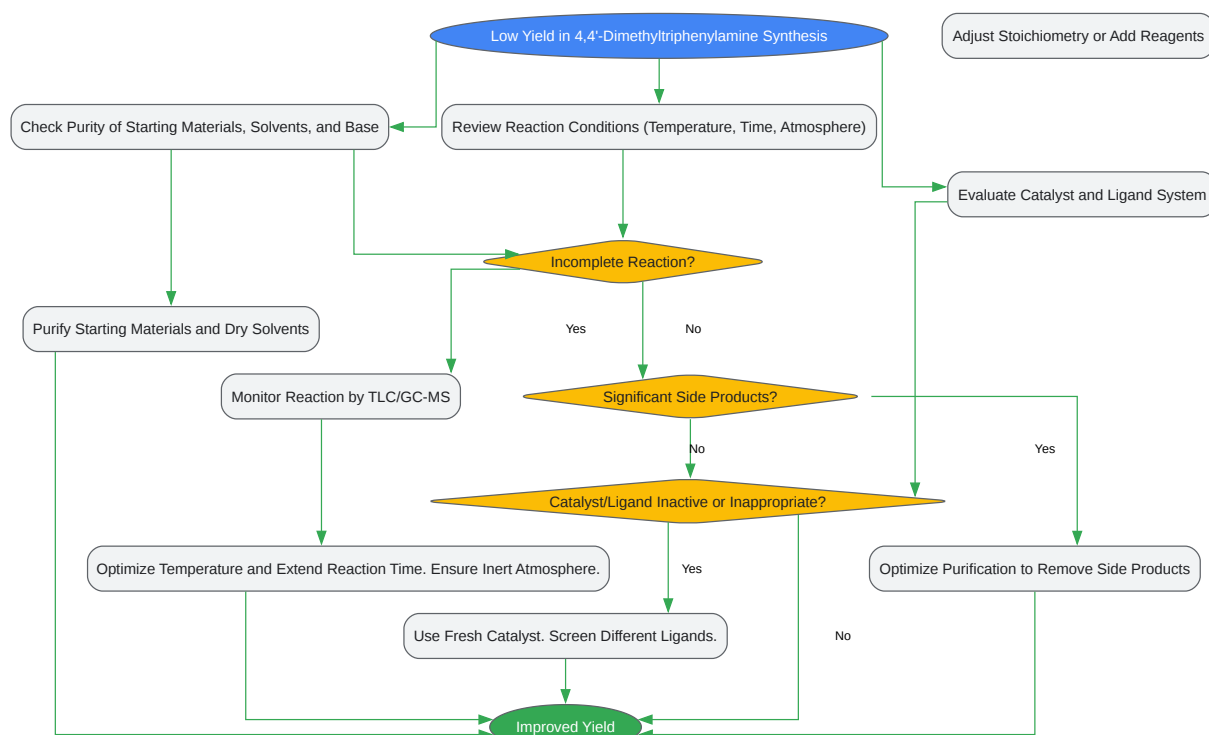 Low Yield in 4,4'-Dimethyltriphenylamine Synthesis
Adjust Stoichiometry or Add Reagents
Check Purity of Starting Materials, Solvents, and Base
Review Reaction Conditions (Temperature, Time, Atmosphere)
Evaluate Catalyst and Ligand System
Incomplete Reaction?
Purify Starting Materials and Dry Solvents
Yes
No
Monitor Reaction by TLC/GC-MS
Significant Side Products?
No
Yes
Catalyst/Ligand Inactive or Inappropriate?
Optimize Temperature and Extend Reaction Time. Ensure Inert Atmosphere.
Yes
Optimize Purification to Remove Side Products
Use Fresh Catalyst. Screen Different Ligands.
No
Improved Yield